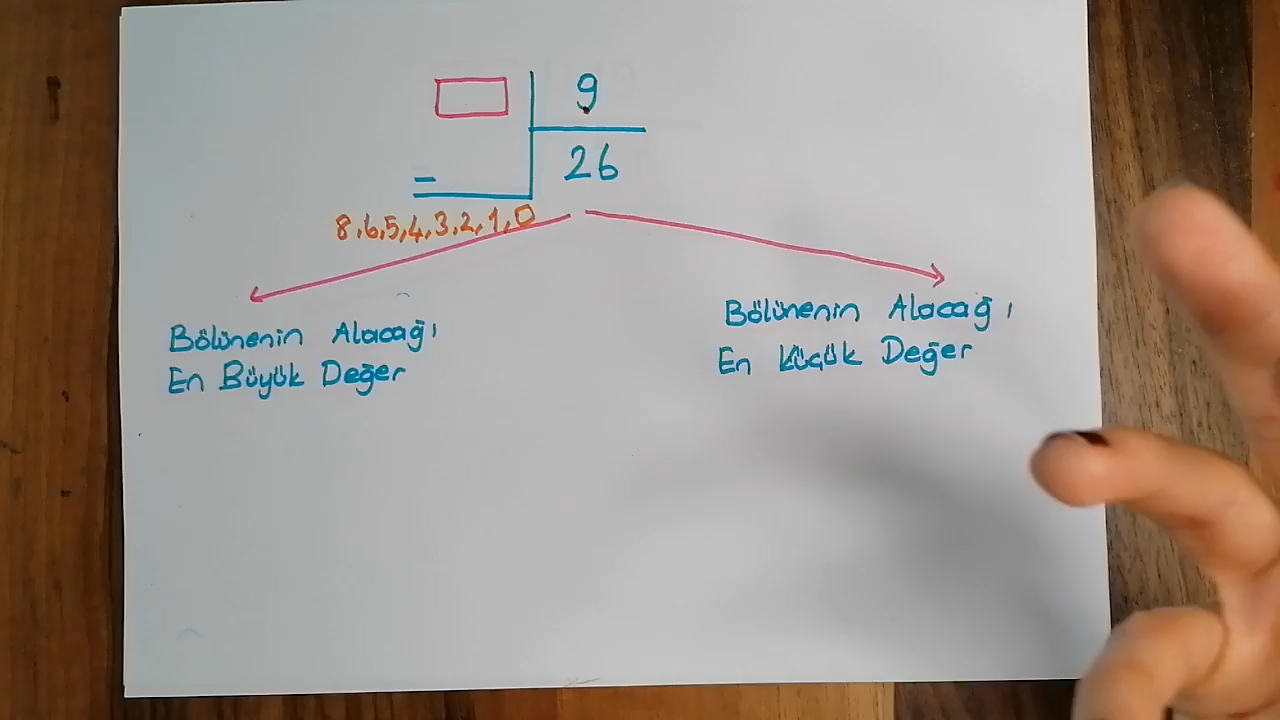 9
26
-
8,6,5,4,3,2,1,0
Bölünenin Alacağı
En Büyük Değer
Bölünenin Alacağı
En Küçük Değer